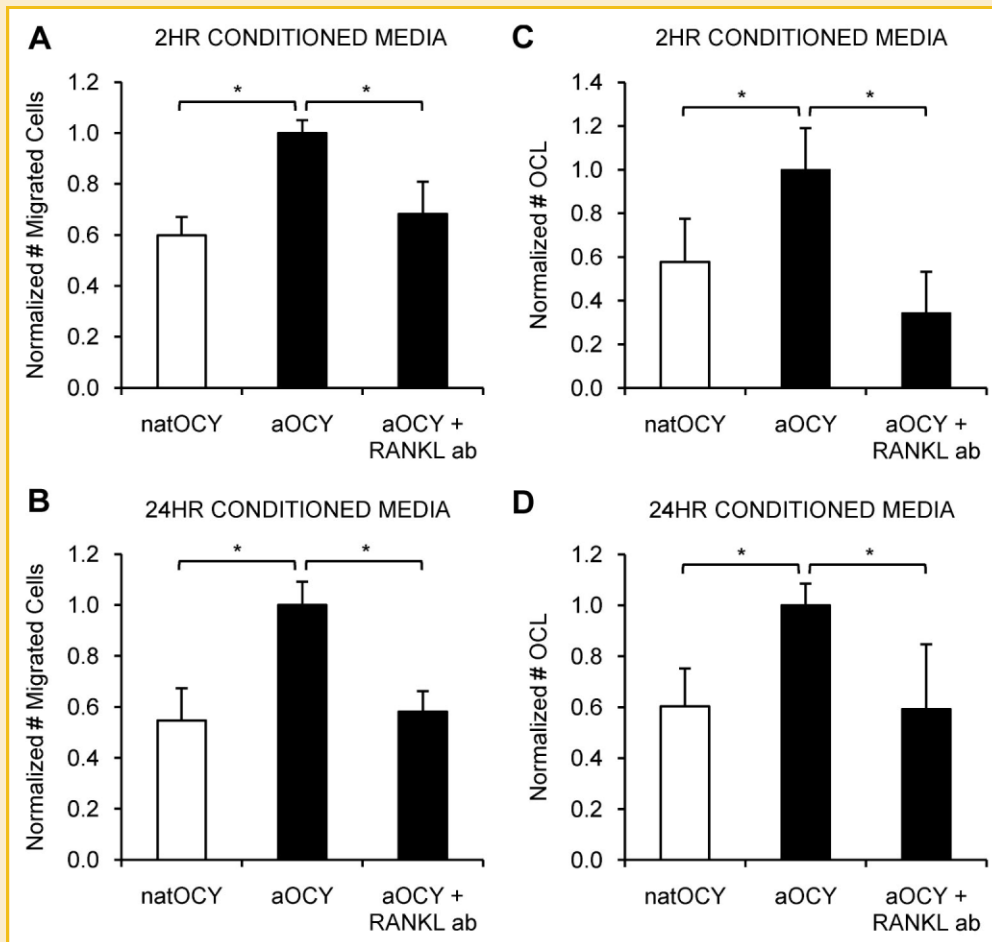 A
2HR CONDITIONED MEDIA
Normalized # Migrated Cells
1.2
1.0
0.8
0.6
0.4
0.2
0.0
*
*
natOCY
aOCY
aOCY +
RANKL ab
B
24HR CONDITIONED MEDIA
Normalized # Migrated Cells
1.2
1.0
0.8
0.6
0.4
0.2
0.0
*
*
natOCY
aOCY
aOCY +
RANKL ab
C
2HR CONDITIONED MEDIA
Normalized # OCL
1.4
1.2
1.0
0.8
0.6
0.4
0.2
0.0
*
*
natOCY
aOCY
aOCY +
RANKL ab
D
24HR CONDITIONED MEDIA
Normalized # OCL
1.2
1.0
0.8
0.6
0.4
0.2
0.0
*
*
natOCY
aOCY
aOCY +
RANKL ab